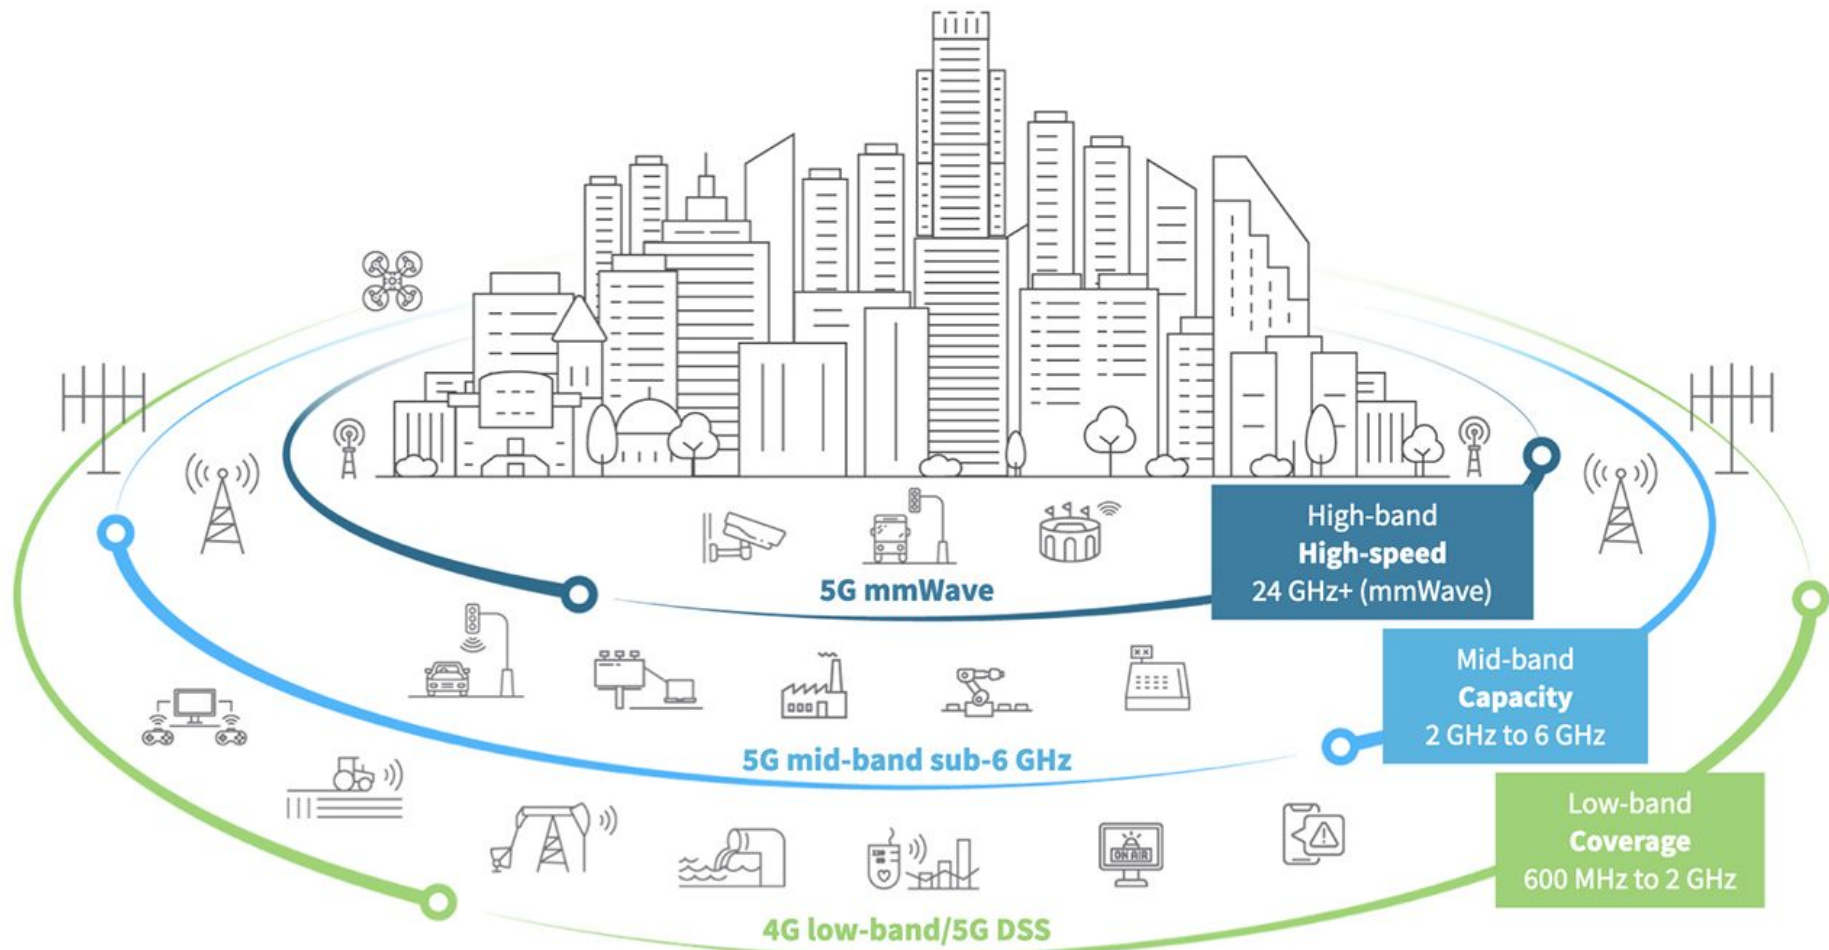 High-band
High-speed
24 GHz+ (mmWave)
5G mmWave
Mid-band
Capacity
2 GHz to 6 GHz
5G mid-band sub-6 GHz
Low-band
Coverage
600 MHz to 2 GHz
ON AIR
4G low-band/5G DSS